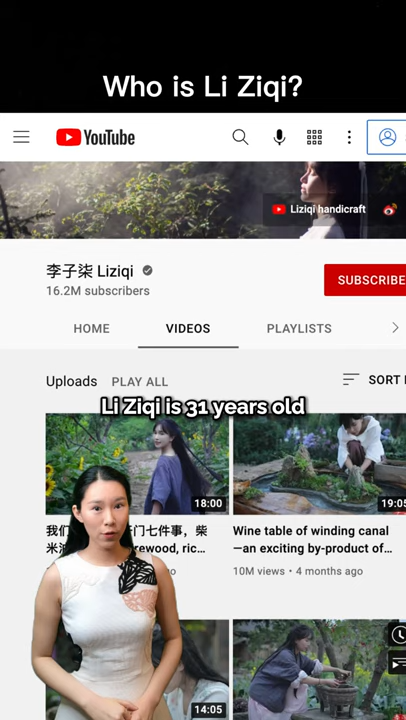 Who is Li Ziqi?
YouTube
Liziqi handicraft
李子柒 Liziqi
16.2M subscribers
SUBSCRIBE
HOME
VIDEOS
PLAYLISTS
Uploads
PLAY ALL
SORT
Li Ziqi is 31 years old
18:00
19:05
我们
门七件事，柴
米油
ewood, ric...
Wine table of winding canal
—an exciting by-product of...
10M views • 4 months ago
go
14:05